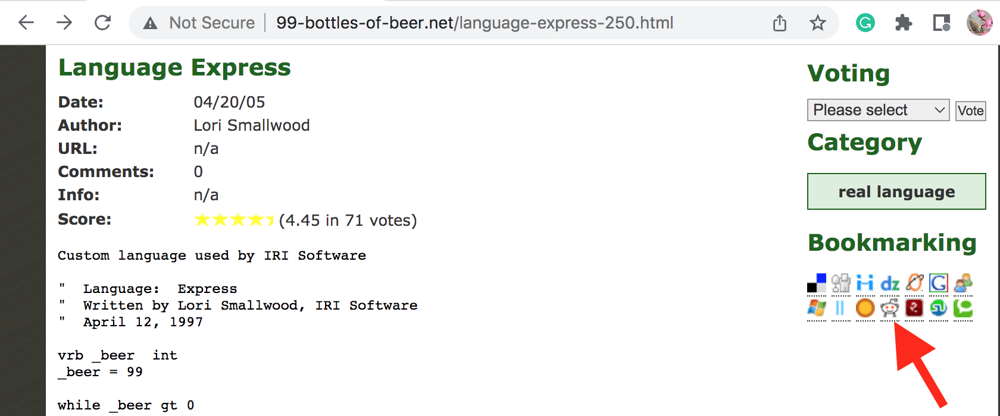 Not Secure | 99-bottles-of-beer.net/language-express-250.html
Language Express
Date: 04/20/05
Author: Lori Smallwood
URL: n/a
Comments: 0
Info: n/a
Score: (4.45 in 71 votes)
Custom language used by IRI Software
" Language: Express
" Written by Lori Smallwood, IRI Software
" April 12, 1997
vrb _beer int
_beer = 99
while _beer gt 0
Voting
Please select Vote
Category
real language
Bookmarking
dz G
SU